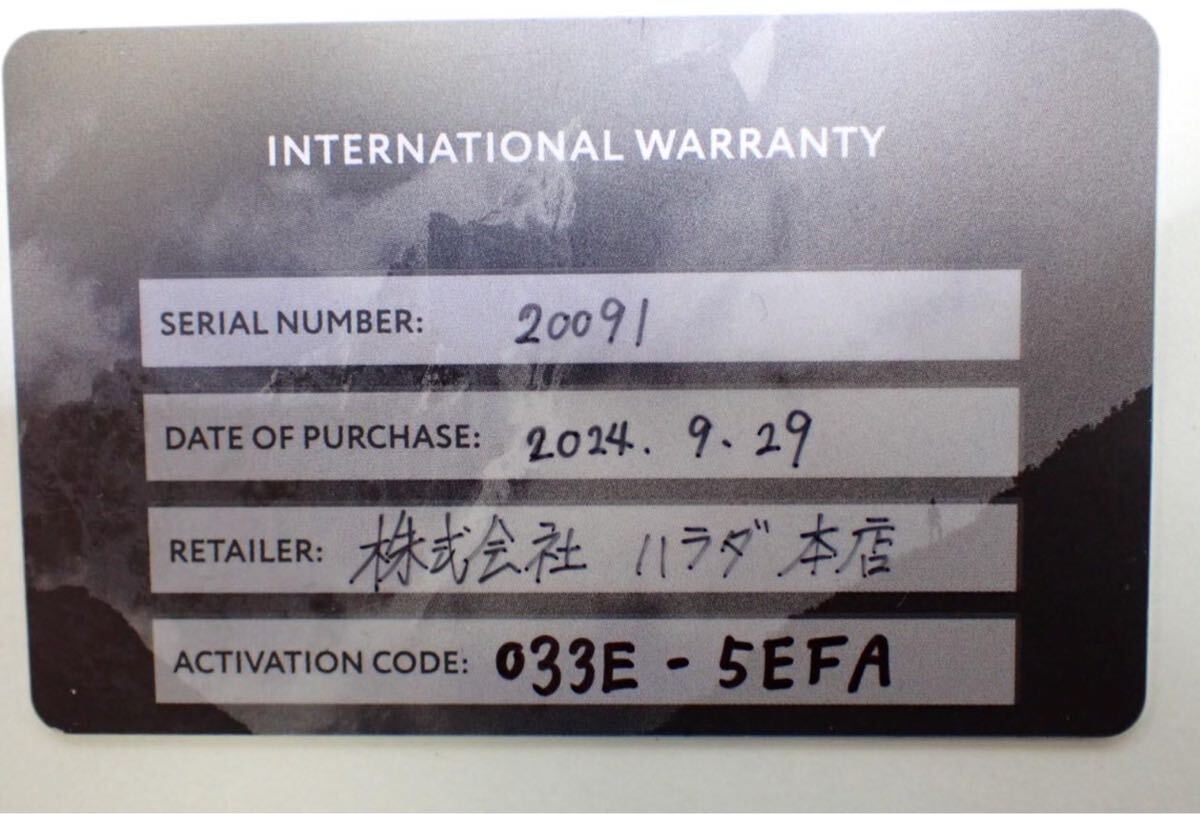 INTERNATIONAL WARRANTY
SERIAL NUMBER: 20091
DATE OF PURCHASE: 2024. 9. 29
RETAILER: 株式会社 ハラダ 本店
ACTIVATION CODE: 033E - 5EFA